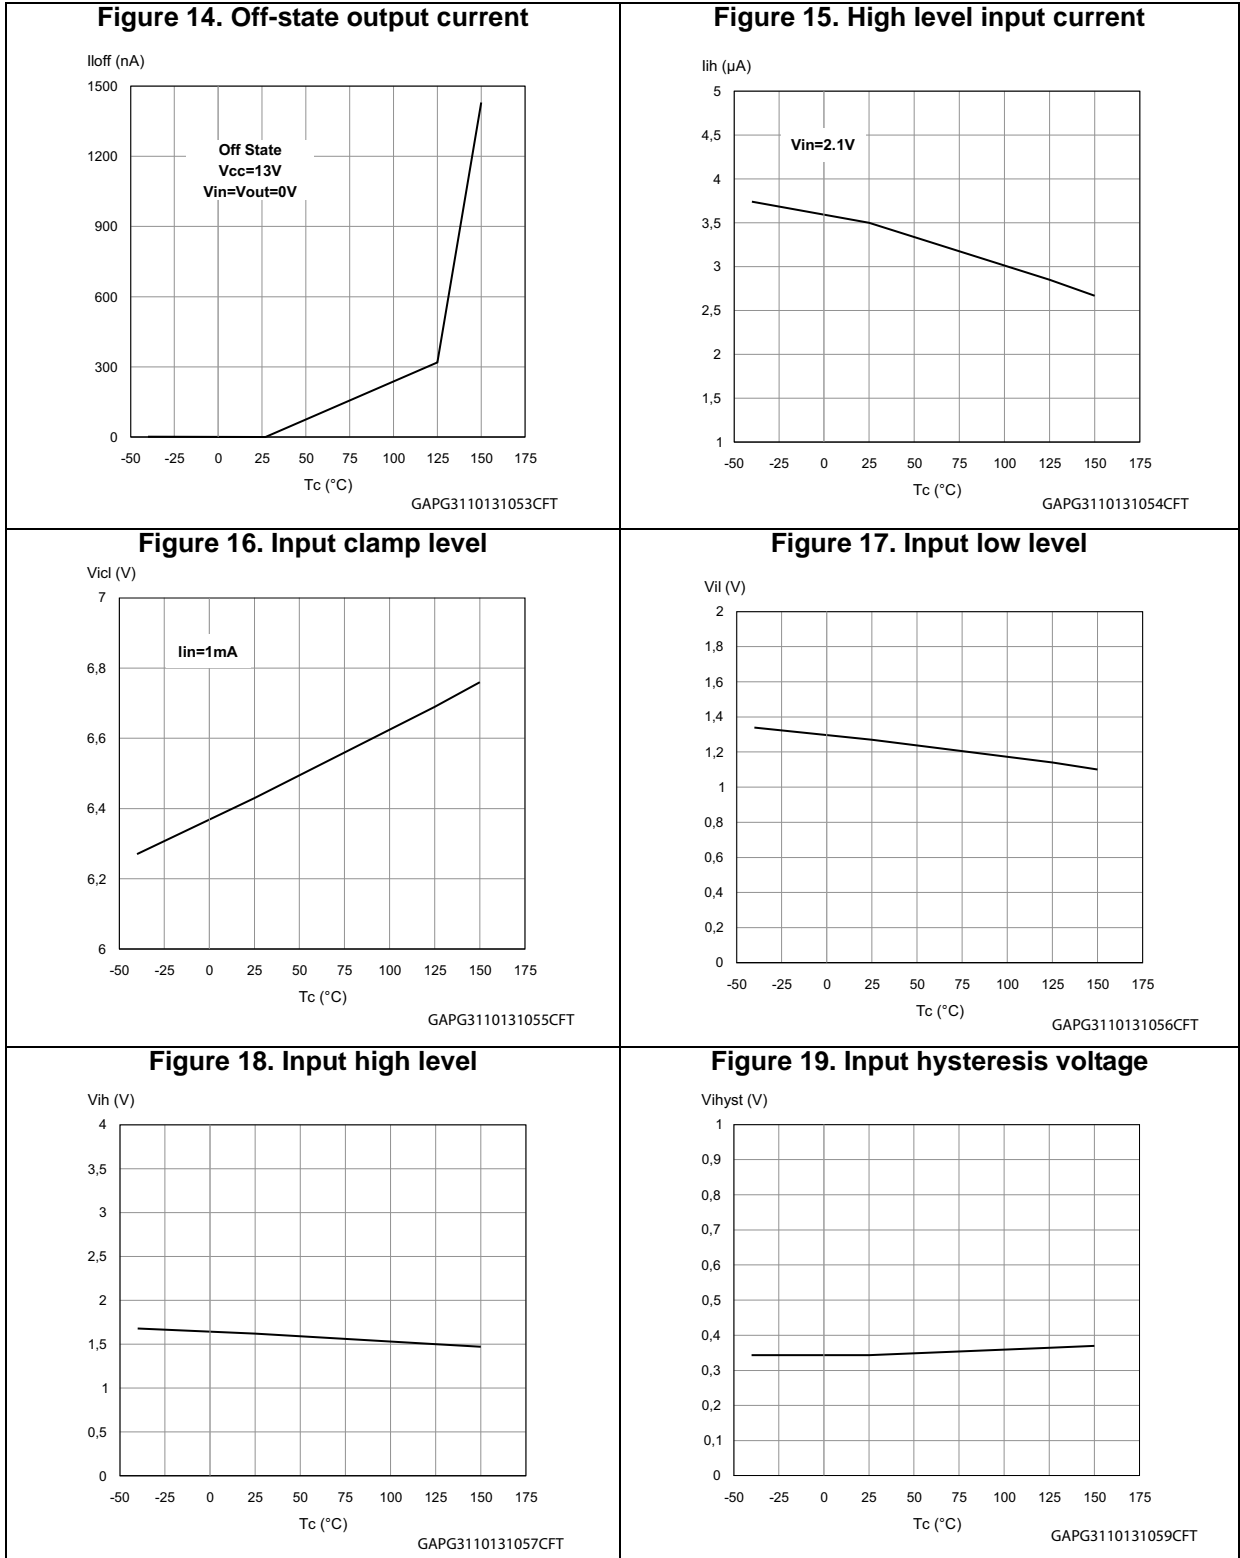 Figure 14. Off-state output current
Iloff (nA)
1500
1200
900
600
300
0
Off State
Vcc=13V
Vin=Vout=0V
-50 -25 0 25 50 75 100 125 150 175
Tc (°C)
GAPG3110131053CFT
Figure 15. High level input current
Iih (µA)
5
4,5
4
3,5
3
2,5
2
1,5
1
Vin=2.1V
-50 -25 0 25 50 75 100 125 150 175
Tc (°C)
GAPG3110131054CFT
Figure 16. Input clamp level
Vicl (V)
7
6,8
6,6
6,4
6,2
6
Iin=1mA
-50 -25 0 25 50 75 100 125 150 175
Tc (°C)
GAPG3110131055CFT
Figure 17. Input low level
Vil (V)
2
1,8
1,6
1,4
1,2
1
0,8
0,6
0,4
0,2
0
-50 -25 0 25 50 75 100 125 150 175
Tc (°C)
GAPG3110131056CFT
Figure 18. Input high level
Vih (V)
4
3,5
3
2,5
2
1,5
1
0,5
0
-50 -25 0 25 50 75 100 125 150 175
Tc (°C)
GAPG3110131057CFT
Figure 19. Input hysteresis voltage
Vihyst (V)
1
0,9
0,8
0,7
0,6
0,5
0,4
0,3
0,2
0,1
0
-50 -25 0 25 50 75 100 125 150 175
Tc (°C)
GAPG3110131059CFT